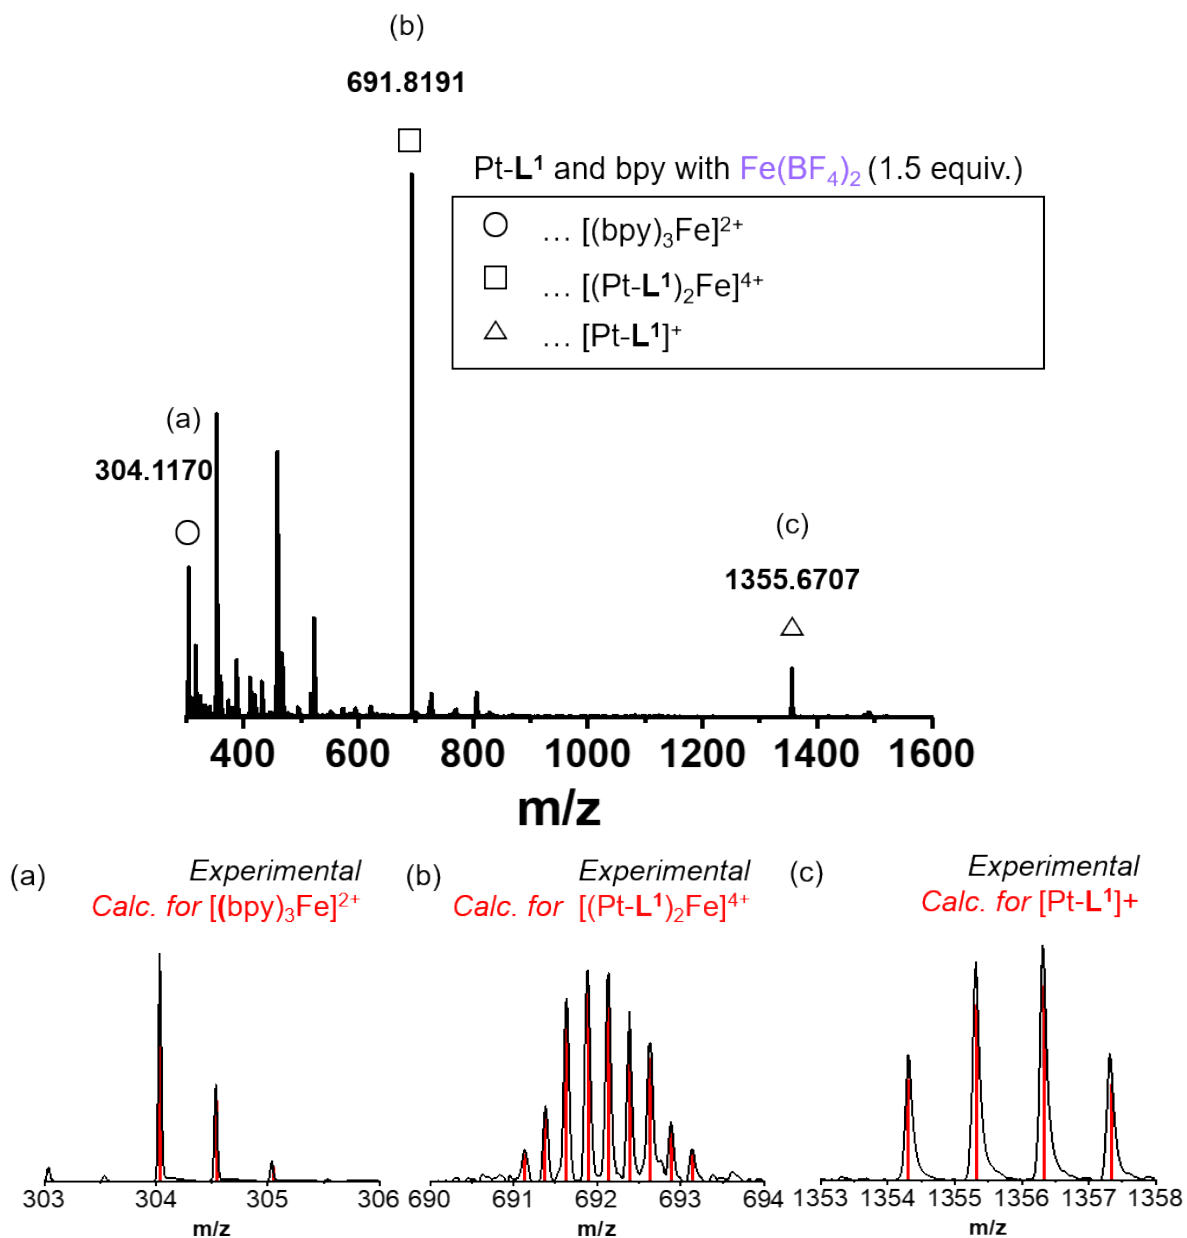 (b)
691.8191
Pt-L¹ and bpy with Fe(BF₄)₂ (1.5 equiv.)
… [(bpy)₃Fe]²⁺
… [(Pt-L¹)₂Fe]⁴⁺
… [Pt-L¹]⁺
(a)
304.1170
(c)
1355.6707
400 600 800 1000 1200 1400 1600
m/z
(a) Experimental
Calc. for [(bpy)₃Fe]²⁺
303 304 305 306
m/z
(b) Experimental
Calc. for [(Pt-L¹)₂Fe]⁴⁺
690 691 692 693 694
m/z
(c) Experimental
Calc. for [Pt-L¹]+
1353 1354 1355 1356 1357 1358
m/z